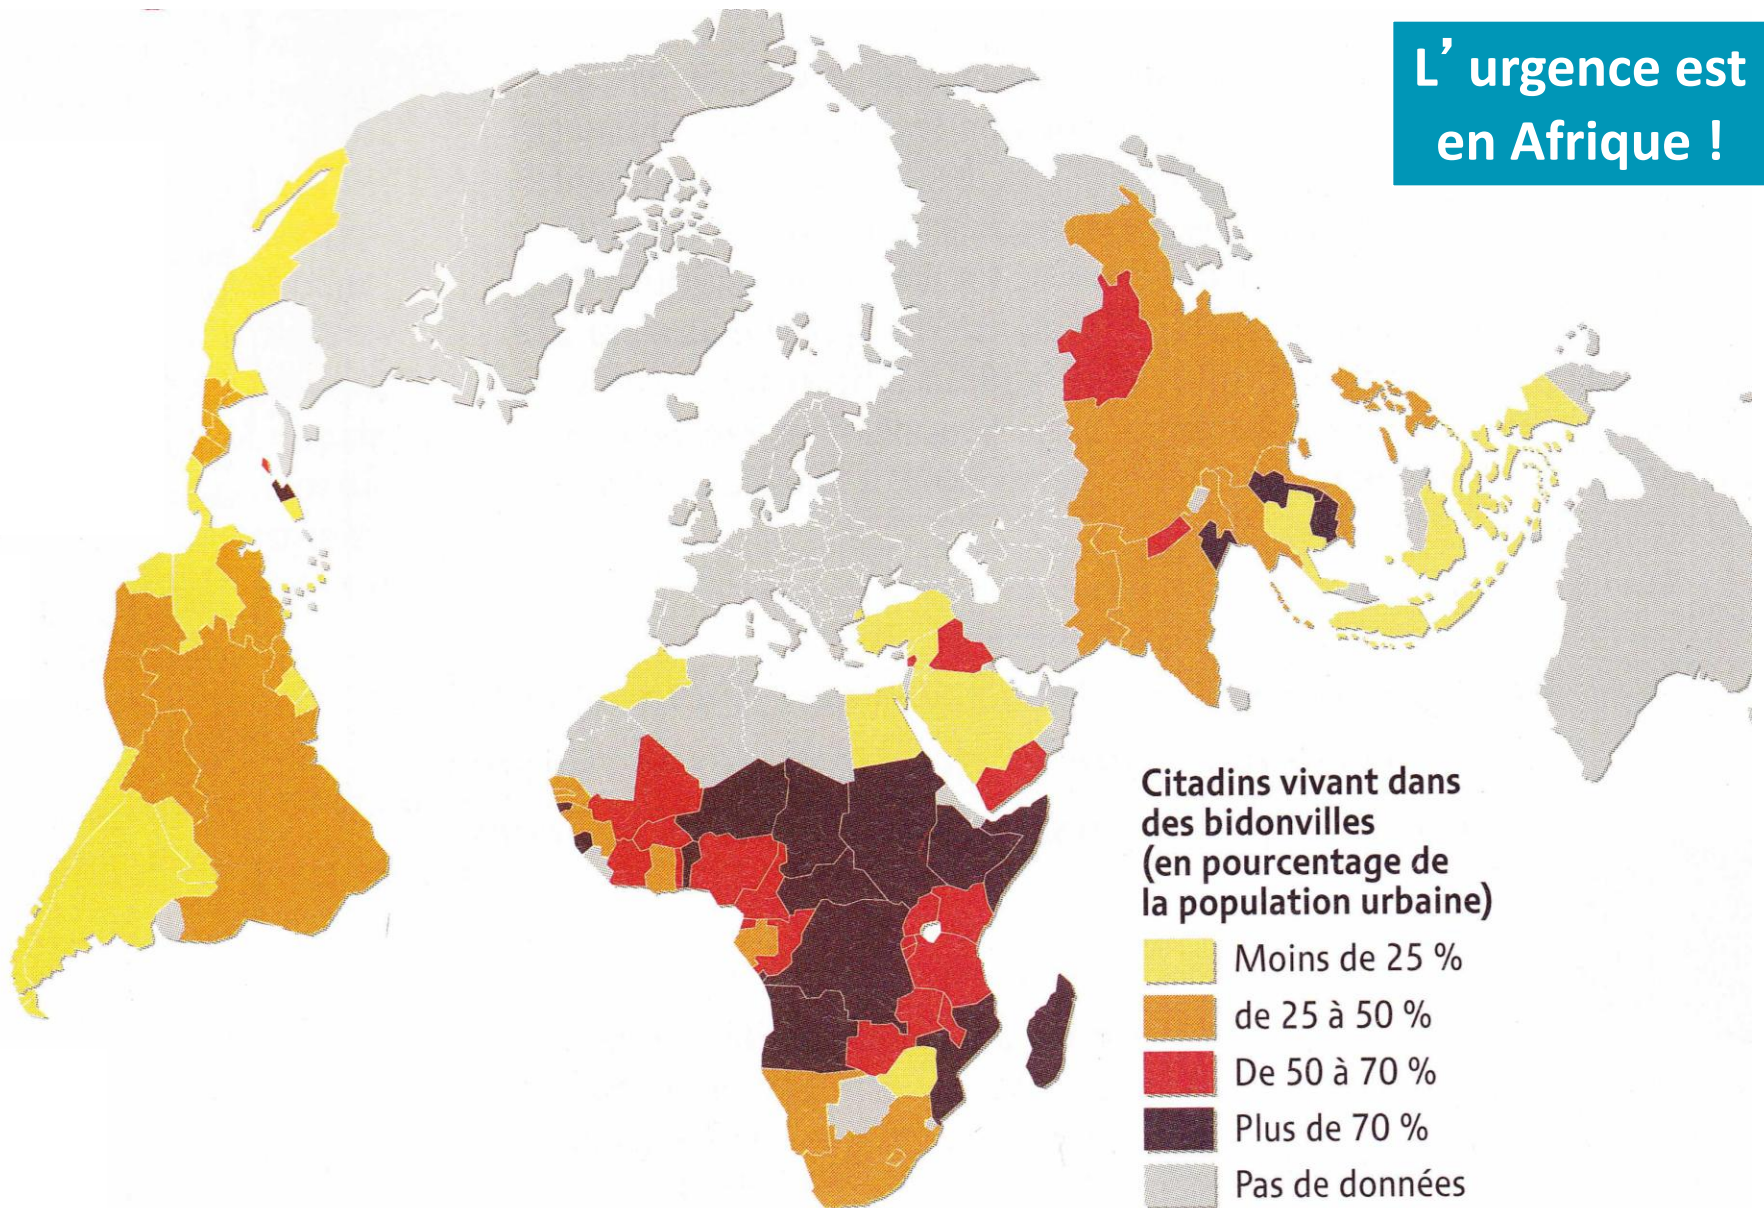 L’ urgence est
en Afrique !
Citadins vivant dans
des bidonvilles
(en pourcentage de
la population urbaine)
Moins de 25 %
de 25 à 50 %
De 50 à 70 %
Plus de 70 %
Pas de données